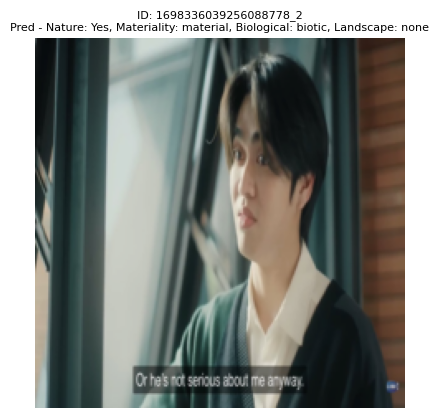 ID: 1698336039256088778_2
Pred - Nature: Yes, Materiality: material, Biological: biotic, Landscape: none
Or he's not serious about me anyway.